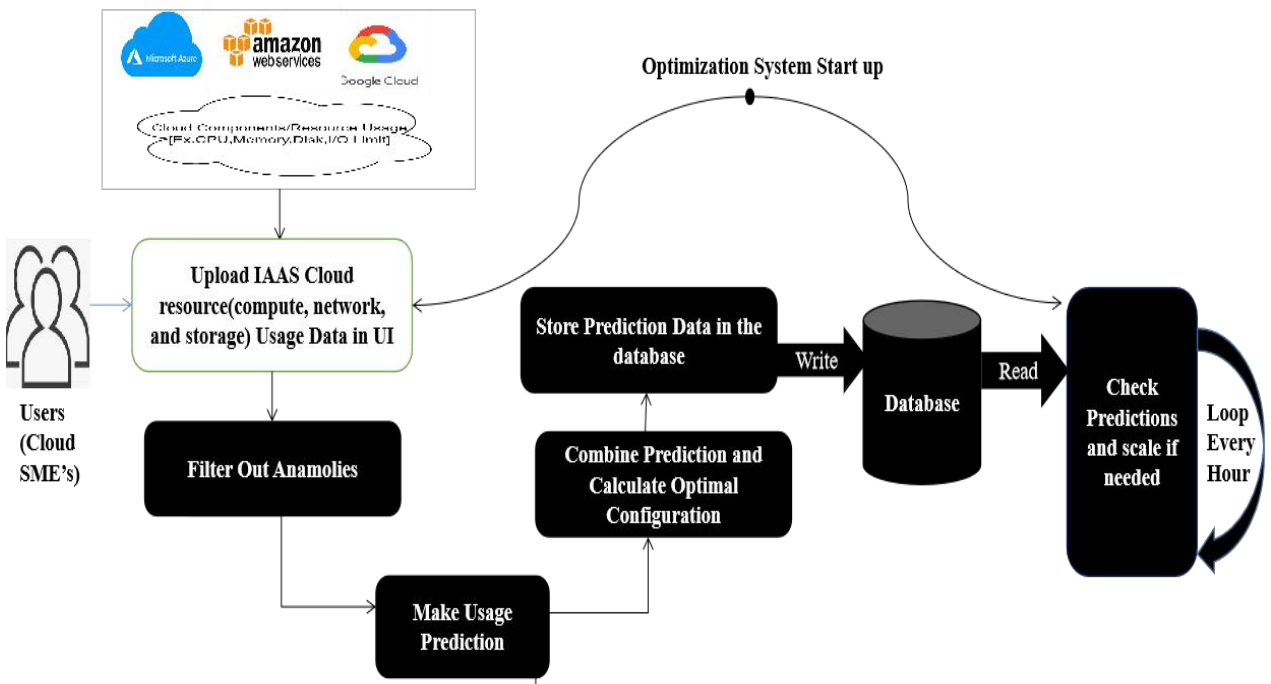 Microsoft Azure
amazon
webservices
Google Cloud
Cloud Components/Resource Usage
[Ex.CPU,Memory,Disk,I/O Limit]
Optimization System Start up
Upload IAAS Cloud
resource(compute, network,
and storage) Usage Data in UI
Users
(Cloud
SME's)
Filter Out Anamolies
Make Usage
Prediction
Combine Prediction and
Calculate Optimal
Configuration
Store Prediction Data in the
database
Write
Database
Read
Check
Predictions
and scale if
needed
Loop
Every
Hour